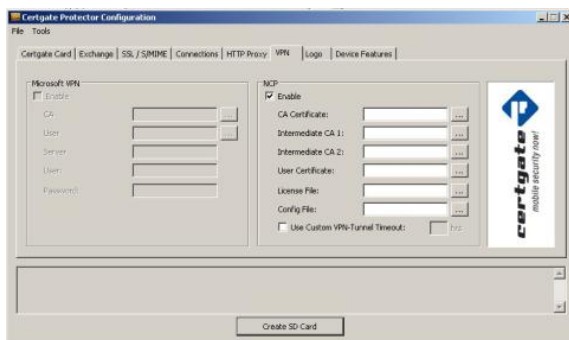 Certgate Protector Configuration
File Tools
Certgate Card Exchange SSL / S/MIME Connections HTTP Proxy VPN Logo Device Features
Microsoft VPN
Enable
CA ...
User ...
Server
User:
Password:
NCP
Enable
CA Certificate: ...
Intermediate CA 1: ...
Intermediate CA 2: ...
User Certificate: ...
License File: ...
Config File: ...
Use Custom VPN-Tunnel Timeout: hrs
certgate
mobile security now!
Create SD Card